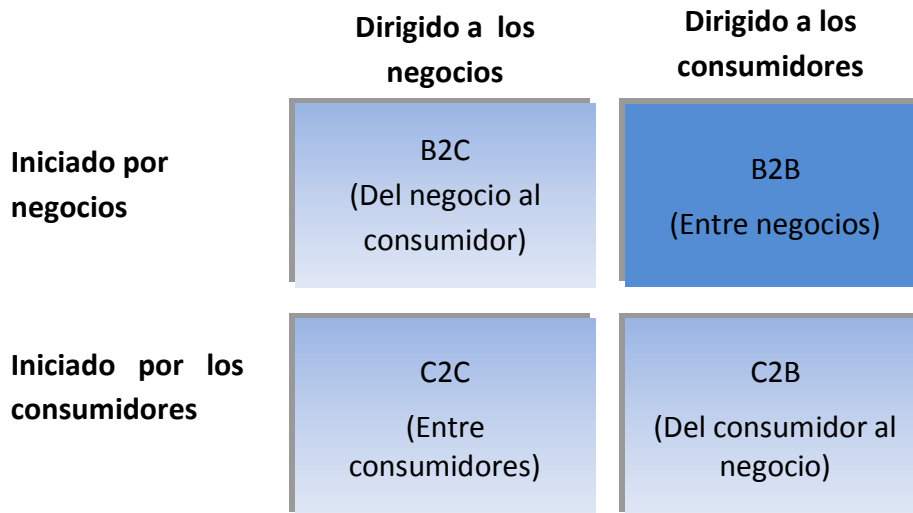 Dirigido a los
negocios
Dirigido a los
consumidores
Iniciado por
negocios
B2C
(Del negocio al
consumidor)
B2B
(Entre negocios)
Iniciado por los
consumidores
C2C
(Entre
consumidores)
C2B
(Del consumidor al
negocio)